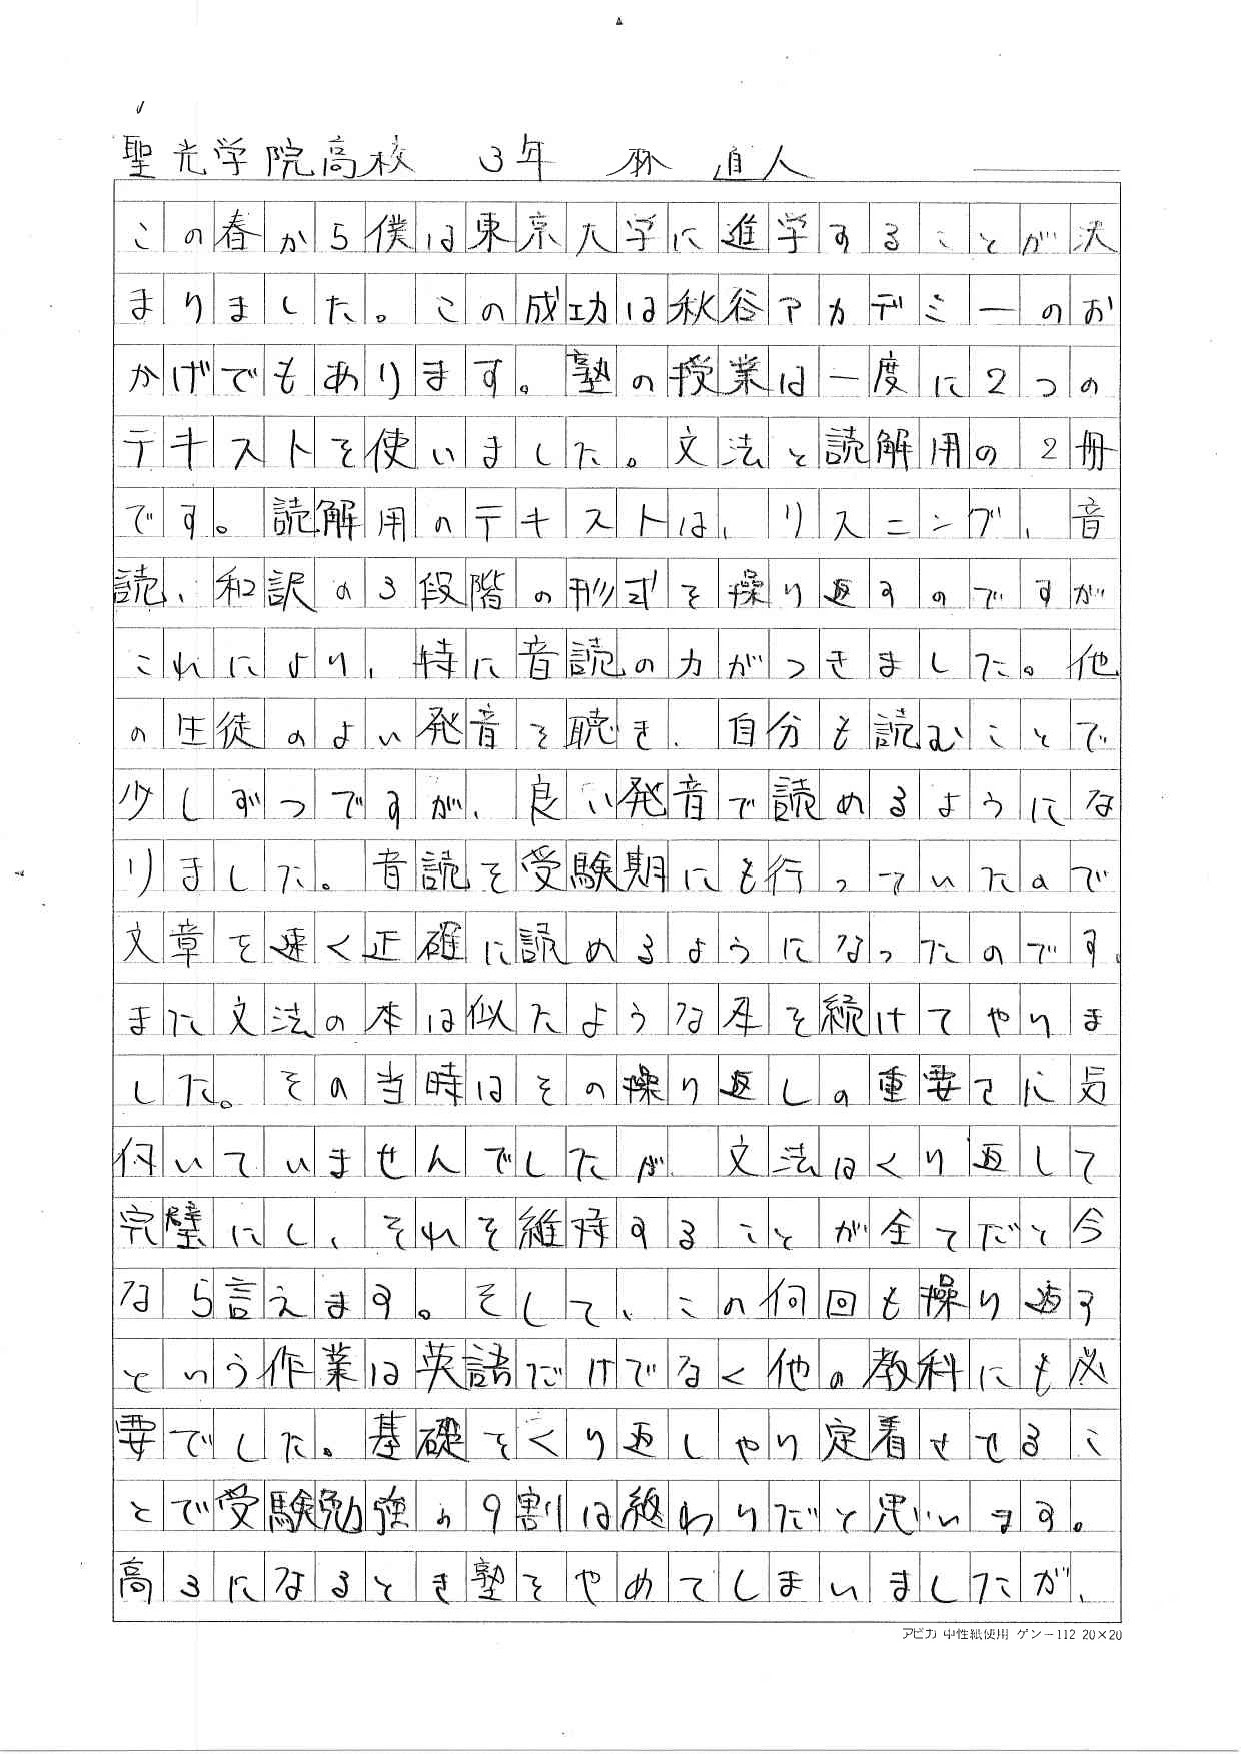 聖光学院高校 3年 林 直人
この春から僕は東京大学に進学することが決
まりました。この成功は秋谷アカデミーのお
かげでもあります。塾の授業は一度に2つの
テキストを使いました。文法と読解用の2冊
です。読解用のテキストは、リスニング、音
読、和訳の3段階の形式を操り返すのですが
これにより、特に音読の力がつきました。他
の生徒のよい発音を聴き、自分も読むことで
少しずつですが、良い発音で読めるようにな
りました。音読を受験期にも行っていたので
文章を速く正確に読めるようになったのです。
また文法の本は似たような本を続けてやりま
した。その当時はその操り返しの重要さに気
付いていませんでしたが、文法はくり返して
完璧にし、それを維持することが全てだと今
なら言えます。そして、この何回も操り返す
という作業は英語だけでなく他の教科にも必
要でした。基礎をくり返しやり定着させるこ
とで受験勉強の9割は終わりだと思います。
高3になるとき塾をやめてしまいましたが、
アピカ 中性紙使用 ゲン-112 20×20